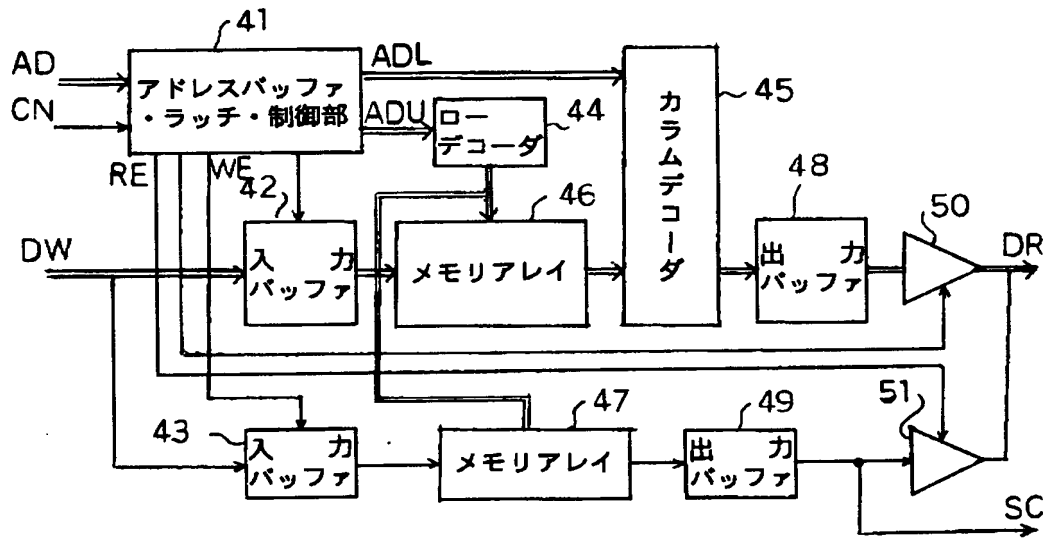 41
AD
CN
アドレスバッファ
・ラッチ・制御部
ADL
ADU
44
ロー
デコーダ
カラムデコーダ
45
RE
WE
42
46
48
50
DW
入力
バッファ
メモリアレイ
出力
バッファ
DR
43
入力
バッファ
47
メモリアレイ
49
出力
バッファ
51
SC